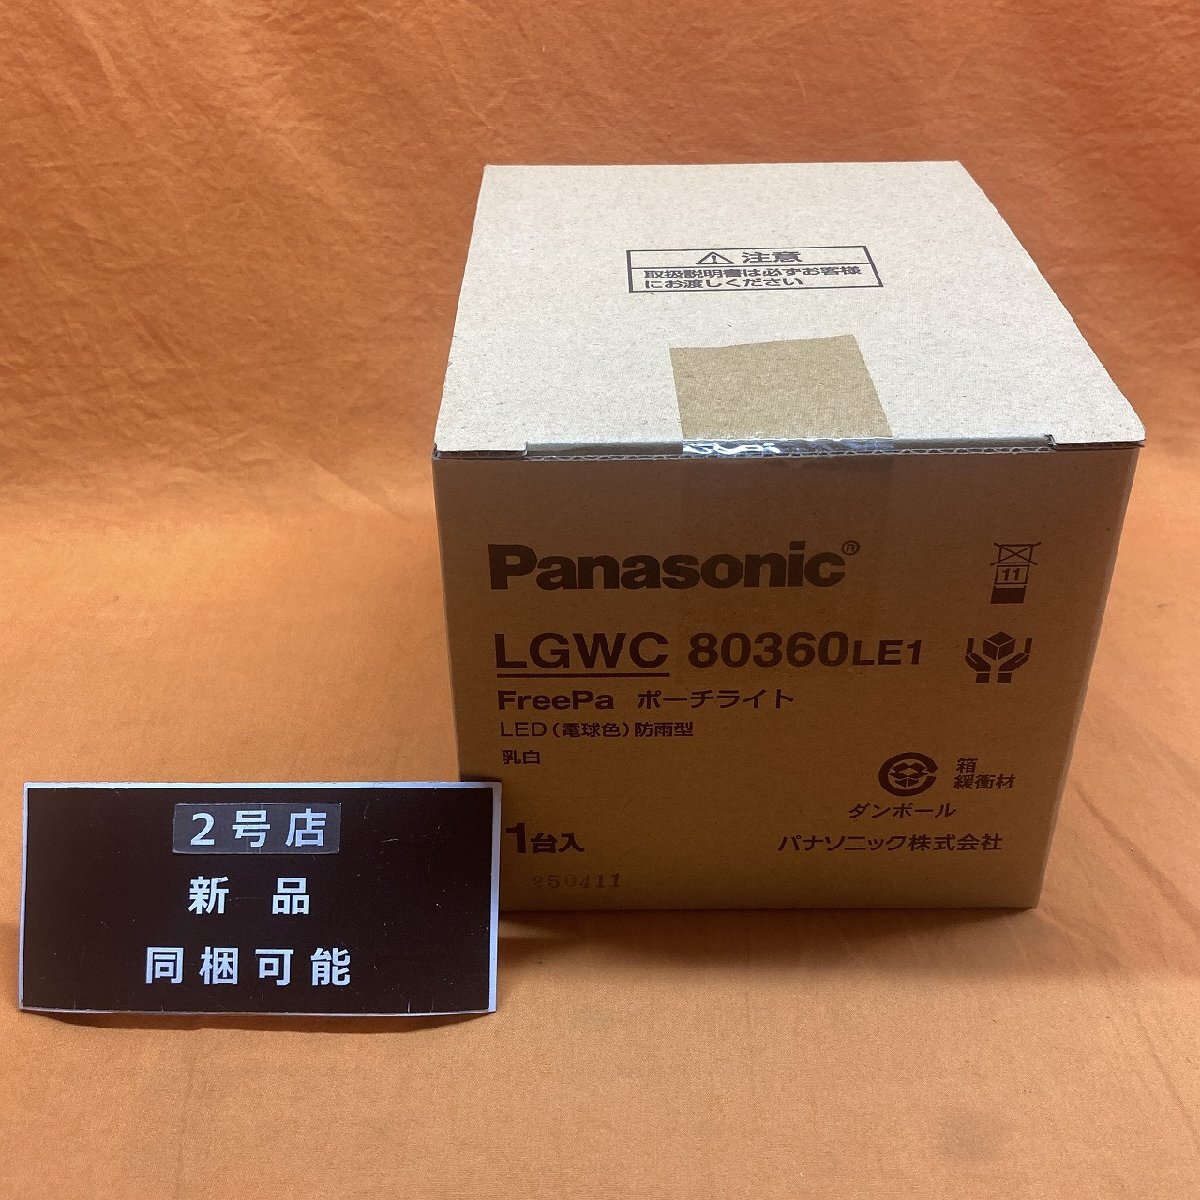 ⚠ 注意
取扱説明書は必ずお客様
にお渡しください
Panasonic®
11
LGWC 80360LE1
FreePa ポーチライト
LED(電球色)防雨型
乳白
箱
緩衝材
ダンボール
1台入
パナソニック株式会社
250411
2号店
新品
同梱可能